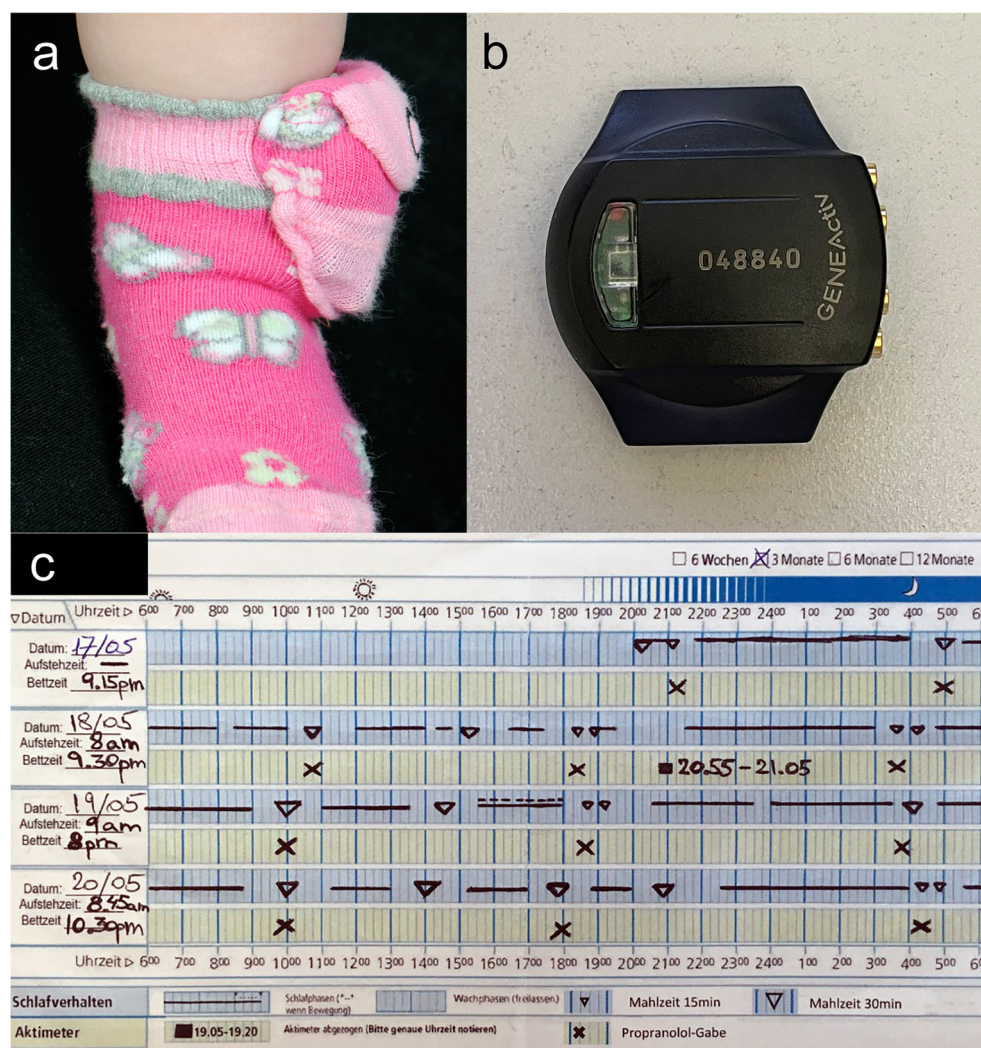 a
b
048840
GENEActiv
c
□ 6 Wochen ☒ 3 Monate □ 6 Monate □ 12 Monate
▽Datum Uhrzeit ▷ 600 700 800 900 1000 1100 1200 1300 1400 1500 1600 1700 1800 1900 2000 2100 2200 2300 2400 100 200 300 400 500 6
Datum: 17/05
Aufstehzeit: —
Bettzeit 9.15pm
Datum: 18/05
Aufstehzeit: 8am
Bettzeit 9.30pm
20.55-21.05
Datum: 19/05
Aufstehzeit: 9am
Bettzeit 8pm
Datum: 20/05
Aufstehzeit: 8.45am
Bettzeit 10.30pm
Uhrzeit ▷ 600 700 800 900 1000 1100 1200 1300 1400 1500 1600 1700 1800 1900 2000 2100 2200 2300 2400 100 200 300 400 500 6
Schlafverhalten Schlafphasen ("--" wenn Bewegung) Wachphasen (freilassen) Mahlzeit 15min Mahlzeit 30min
Aktimeter 19.05-19.20 Aktimeter abgezogen (Bitte genaue Uhrzeit notieren) Propranolol-Gabe